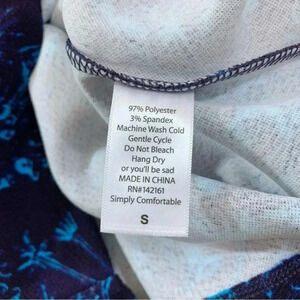 97% Polyester
3% Spandex
Machine Wash Cold
Gentle Cycle
Do Not Bleach
Hang Dry
or you'll be sad
MADE IN CHINA
RN#142161
Simply Comfortable
S